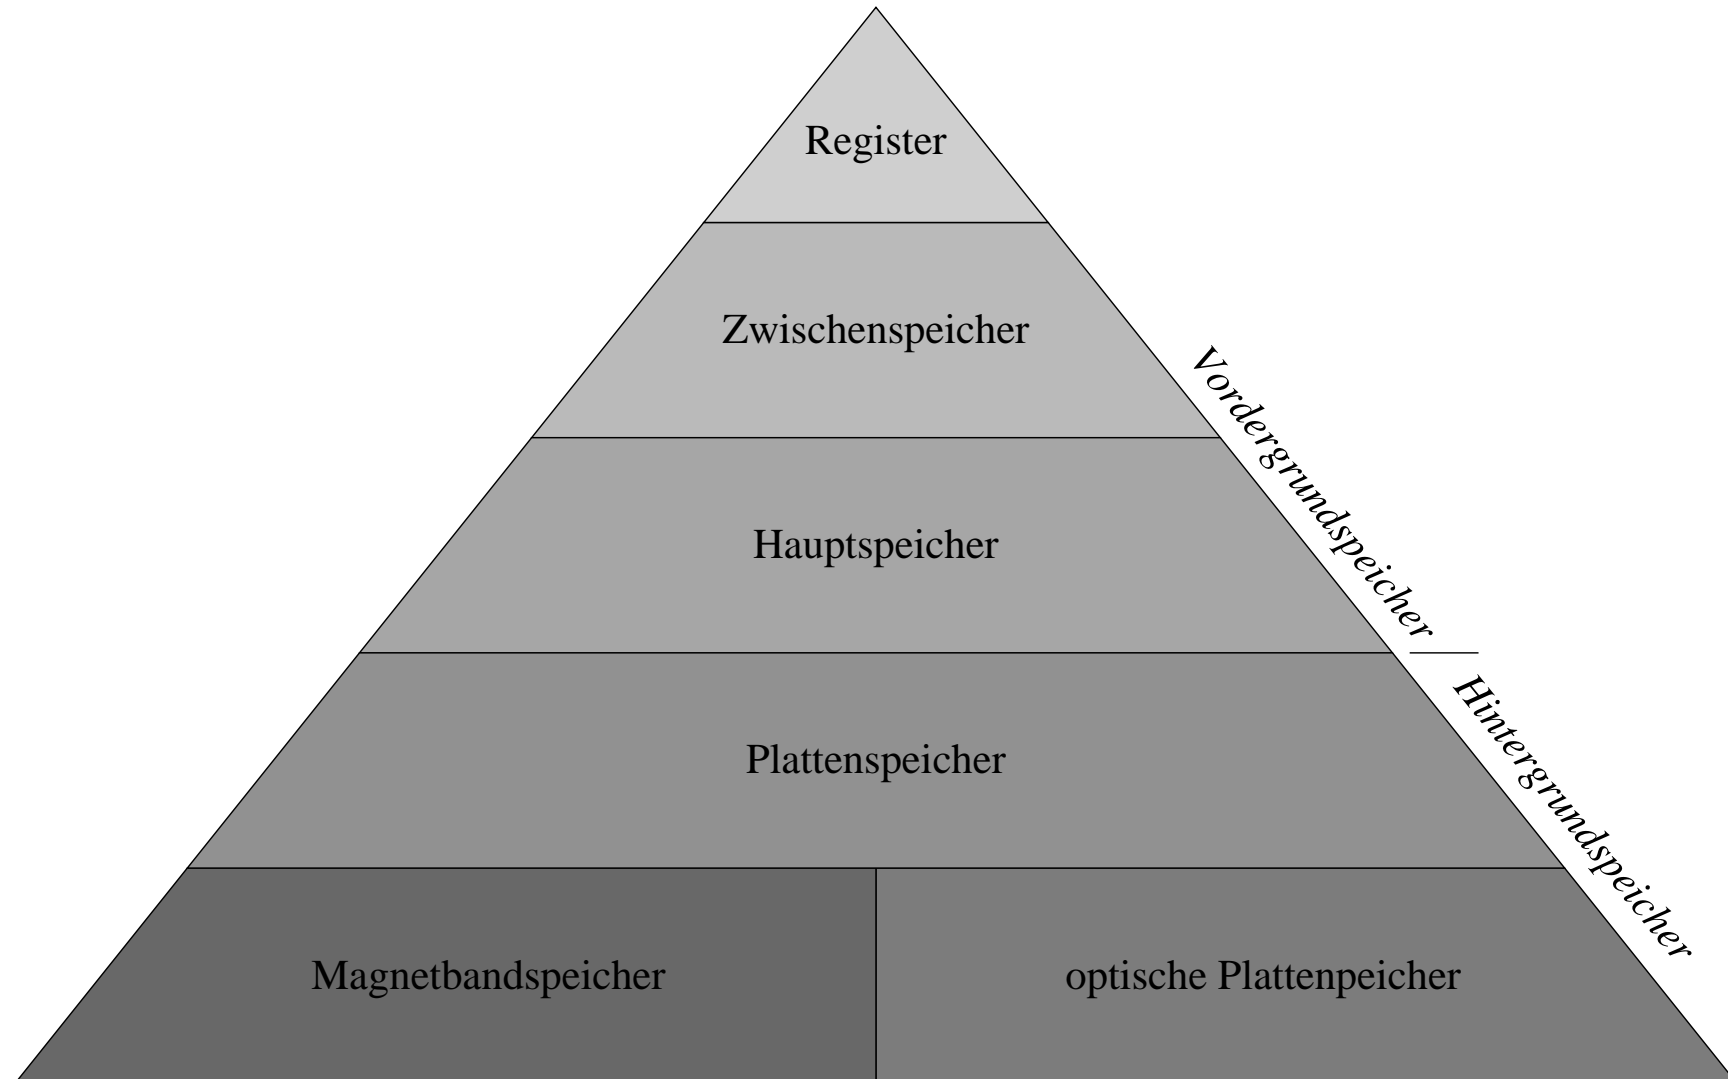 Register
Zwischenspeicher
Hauptspeicher
Plattenspeicher
Magnetbandspeicher
optische Plattenpeicher
Vordergrundspeicher
Hintergrundspeicher